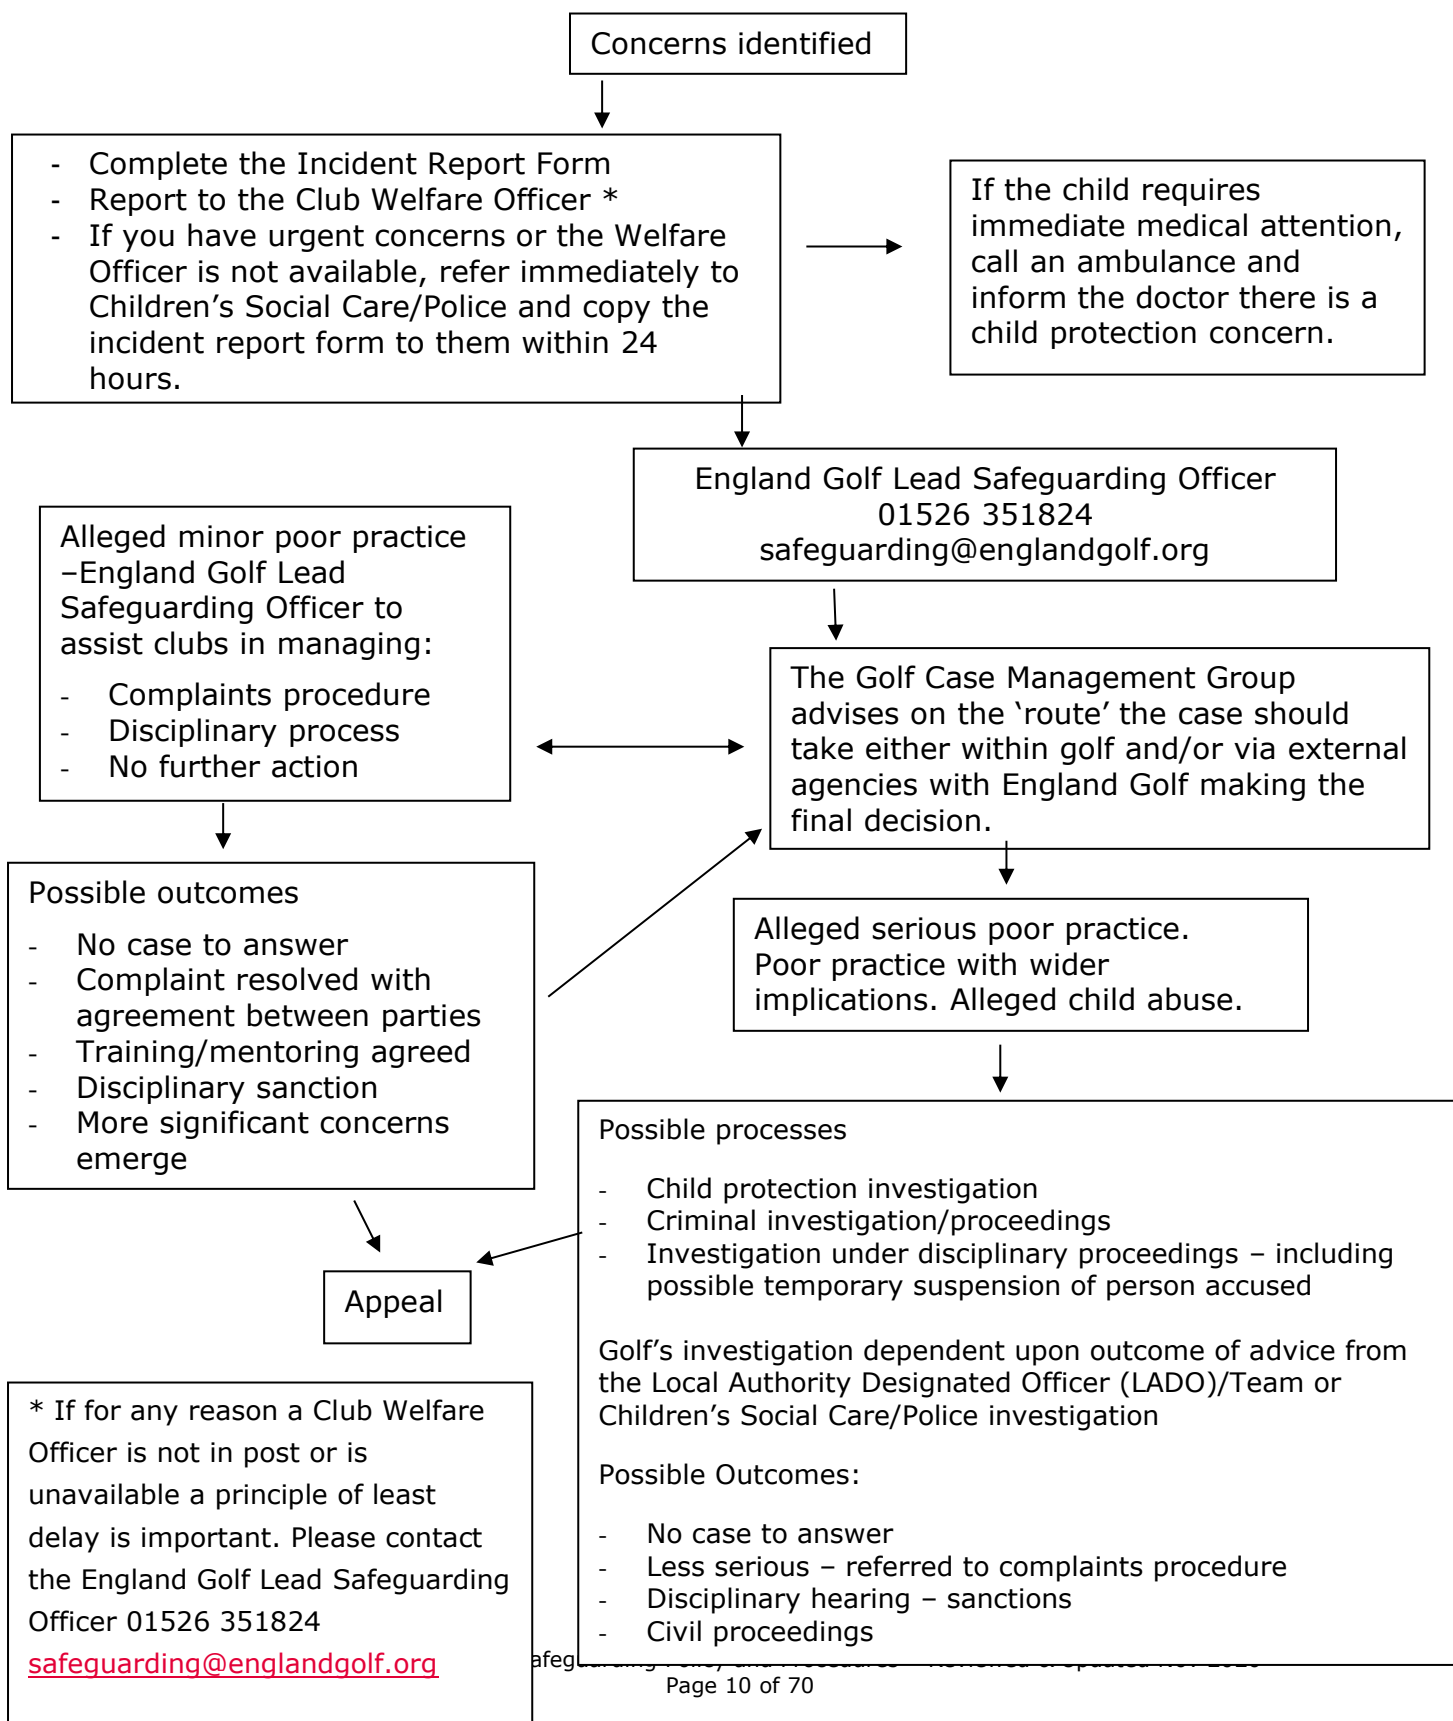 Concerns identified
- Complete the Incident Report Form
- Report to the Club Welfare Officer *
- If you have urgent concerns or the Welfare
Officer is not available, refer immediately to
Children’s Social Care/Police and copy the
incident report form to them within 24
hours.
If the child requires
immediate medical attention,
call an ambulance and
inform the doctor there is a
child protection concern.
England Golf Lead Safeguarding Officer
01526 351824
safeguarding@englandgolf.org
Alleged minor poor practice
–England Golf Lead
Safeguarding Officer to
assist clubs in managing:
- Complaints procedure
- Disciplinary process
- No further action
The Golf Case Management Group
advises on the ‘route’ the case should
take either within golf and/or via external
agencies with England Golf making the
final decision.
Possible outcomes
- No case to answer
- Complaint resolved with
agreement between parties
- Training/mentoring agreed
- Disciplinary sanction
- More significant concerns
emerge
Alleged serious poor practice.
Poor practice with wider
implications. Alleged child abuse.
Possible processes
- Child protection investigation
- Criminal investigation/proceedings
- Investigation under disciplinary proceedings – including
possible temporary suspension of person accused
Golf’s investigation dependent upon outcome of advice from
the Local Authority Designated Officer (LADO)/Team or
Children’s Social Care/Police investigation
Possible Outcomes:
- No case to answer
- Less serious – referred to complaints procedure
- Disciplinary hearing – sanctions
- Civil proceedings
Appeal
* If for any reason a Club Welfare
Officer is not in post or is
unavailable a principle of least
delay is important. Please contact
the England Golf Lead Safeguarding
Officer 01526 351824
safeguarding@englandgolf.org
Page 10 of 70